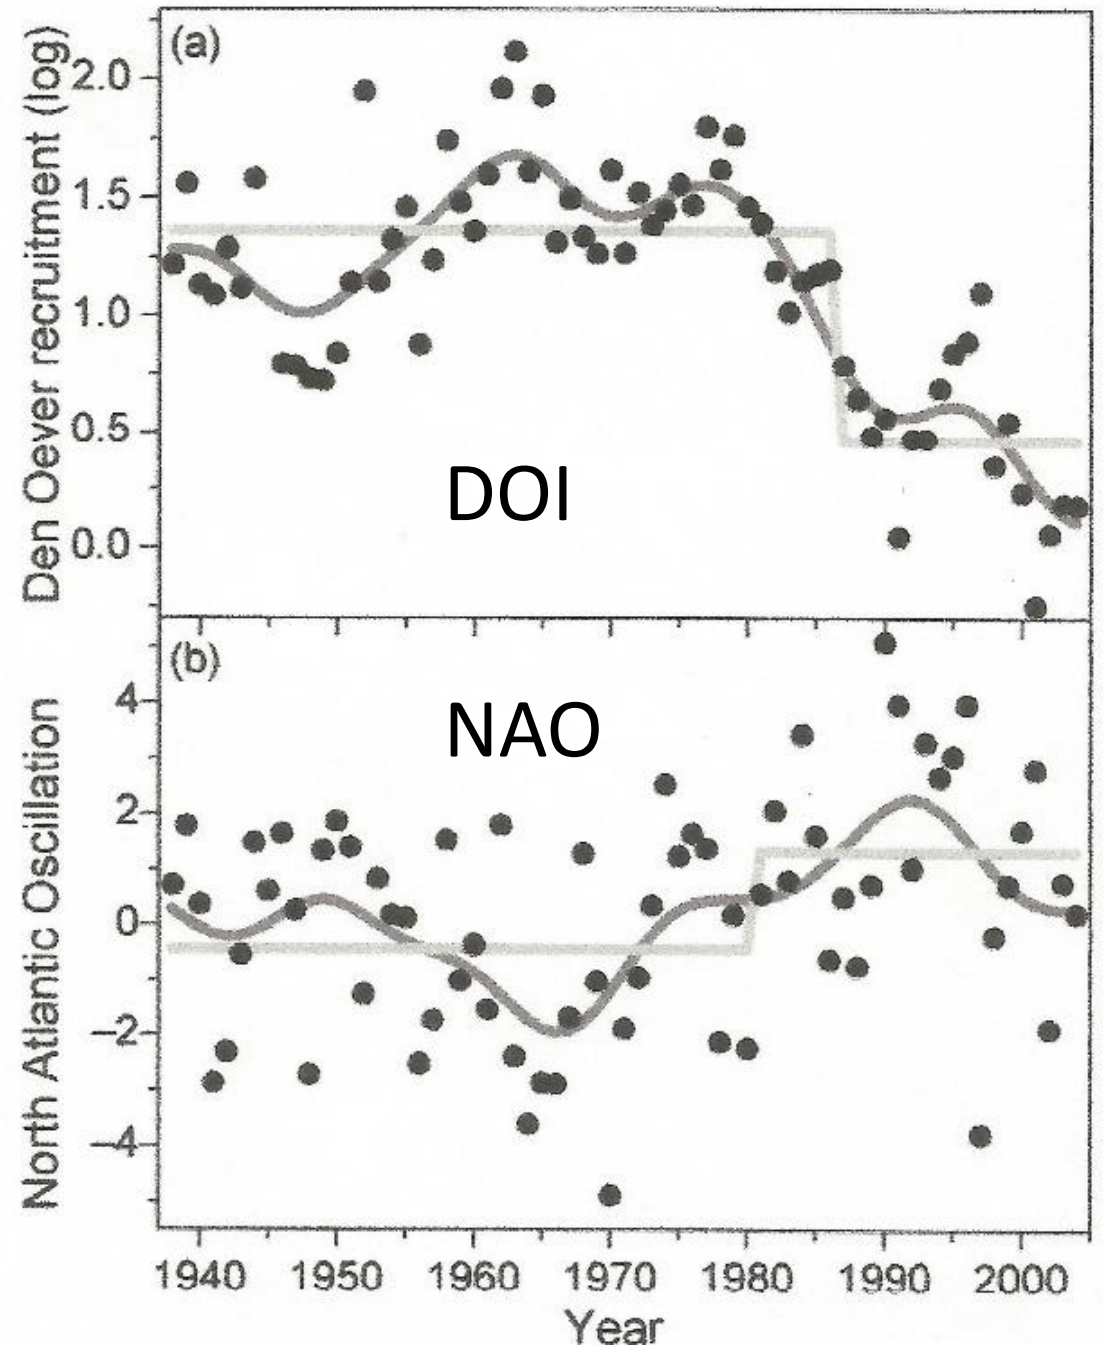 (a)
Den Oever recruitment (log)
2.0
1.5
1.0
0.5
0.0
DOI
(b)
North Atlantic Oscillation
4
2
0
−2
−4
NAO
1940 1950 1960 1970 1980 1990 2000
Year